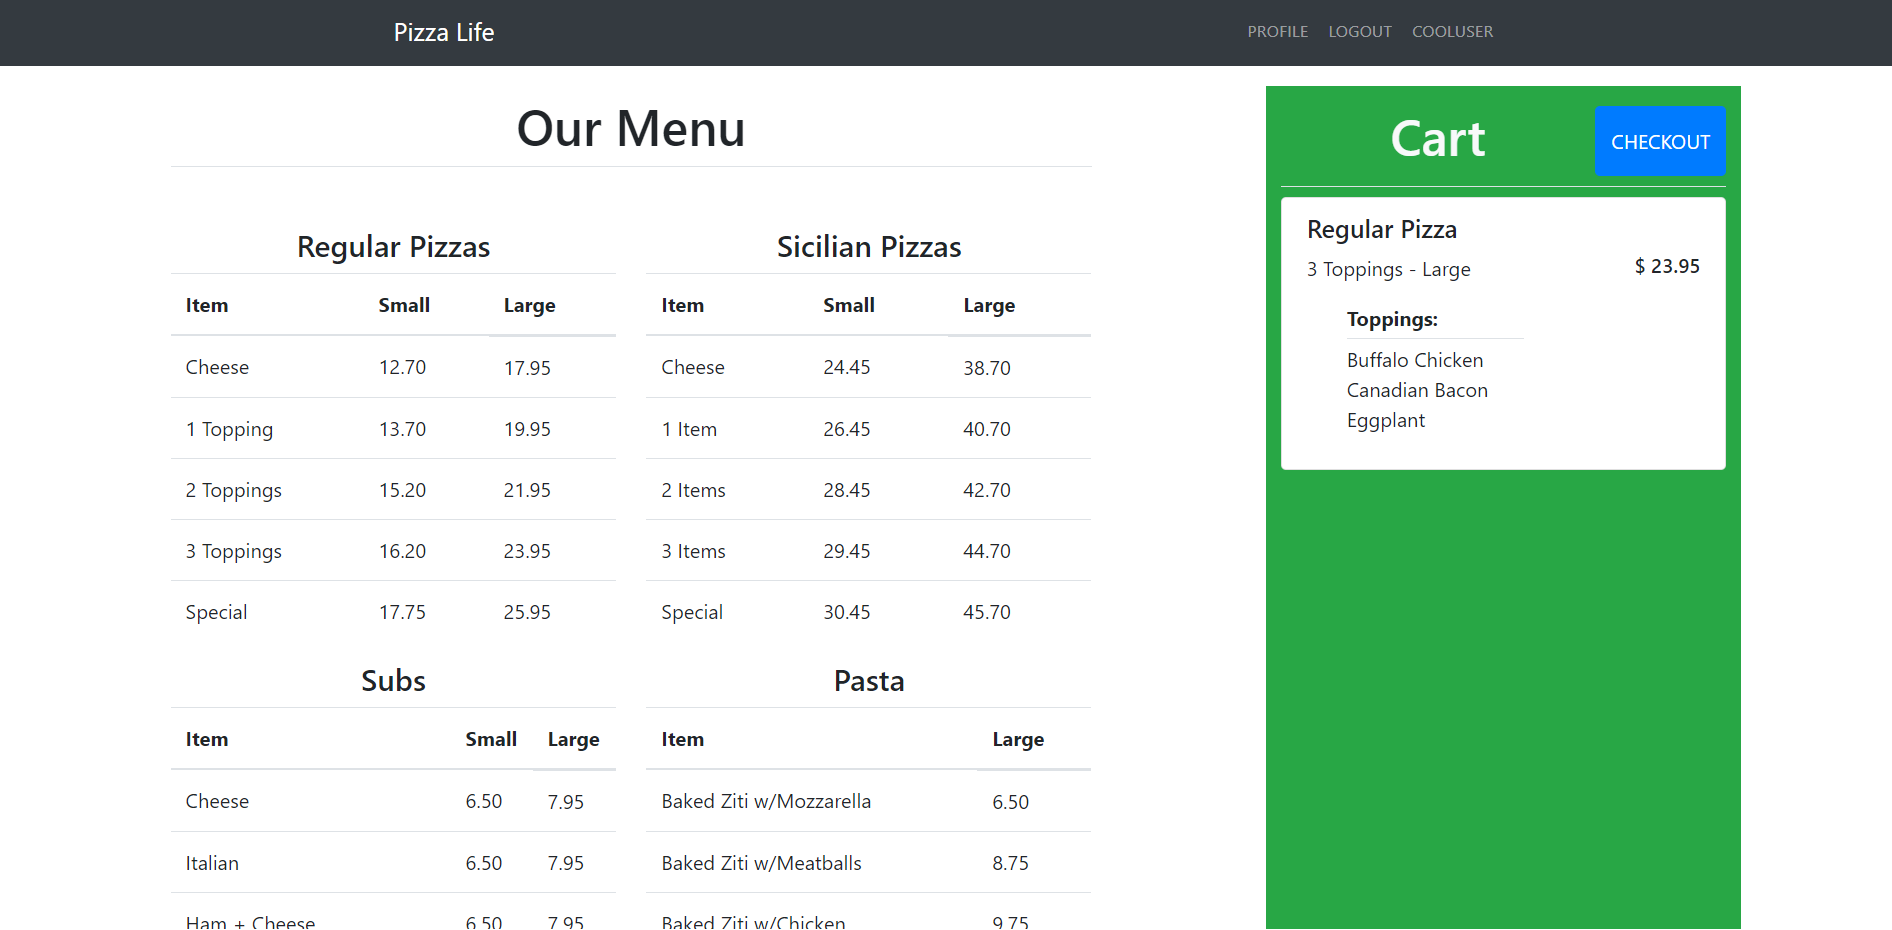 Pizza Life PROFILE LOGOUT COOLUSER
Our Menu
Regular Pizzas
Item Small Large
Cheese 12.70 17.95
1 Topping 13.70 19.95
2 Toppings 15.20 21.95
3 Toppings 16.20 23.95
Special 17.75 25.95
Sicilian Pizzas
Item Small Large
Cheese 24.45 38.70
1 Item 26.45 40.70
2 Items 28.45 42.70
3 Items 29.45 44.70
Special 30.45 45.70
Subs
Item Small Large
Cheese 6.50 7.95
Italian 6.50 7.95
Ham + Cheese 6.50 7.95
Pasta
Item Large
Baked Ziti w/Mozzarella 6.50
Baked Ziti w/Meatballs 8.75
Baked Ziti w/Chicken 9.75
Cart CHECKOUT
Regular Pizza
3 Toppings - Large $ 23.95
Toppings:
Buffalo Chicken
Canadian Bacon
Eggplant